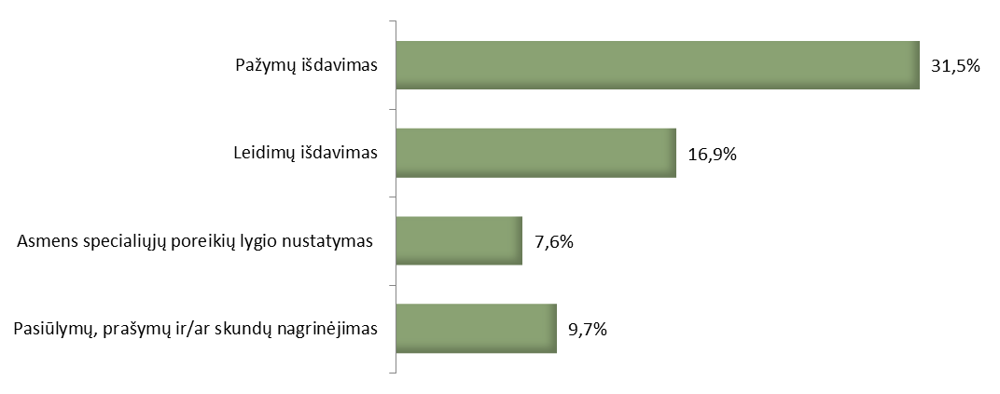 Pažymų išdavimas 31,5%
Leidimų išdavimas 16,9%
Asmens specialiųjų poreikių lygio nustatymas 7,6%
Pasiūlymų, prašymų ir/ar skundų nagrinėjimas 9,7%